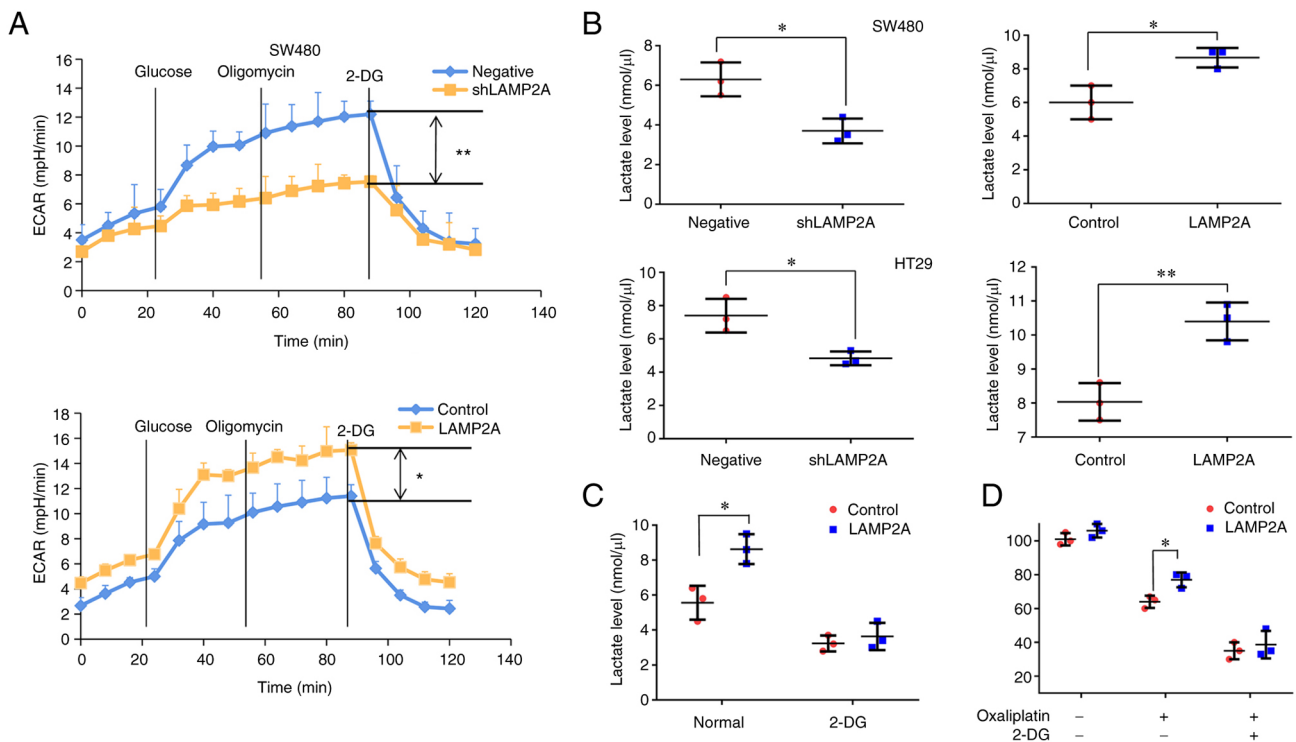 A
SW480
Glucose Oligomycin 2-DG
Negative
shLAMP2A
16
14
12
10
8
6
4
2
0
ECAR (mpH/min)
**
0 20 40 60 80 100 120 140
Time (min)
Glucose Oligomycin 2-DG
Control
LAMP2A
18
16
14
12
10
8
6
4
2
0
ECAR (mpH/min)
*
0 20 40 60 80 100 120 140
Time (min)
B
SW480
*
8
6
4
2
0
Lactate level (nmol/µl)
Negative shLAMP2A
*
10
8
6
4
Lactate level (nmol/µl)
0
Control LAMP2A
HT29
*
10
8
6
4
2
0
Lactate level (nmol/µl)
Negative shLAMP2A
**
12
11
10
9
8
7
Lactate level (nmol/µl)
Control LAMP2A
C
Control
LAMP2A
*
10
8
6
4
2
0
Lactate level (nmol/µl)
Normal 2-DG
D
Control
LAMP2A
*
100
80
60
40
20
Oxaliplatin – + +
2-DG – – +